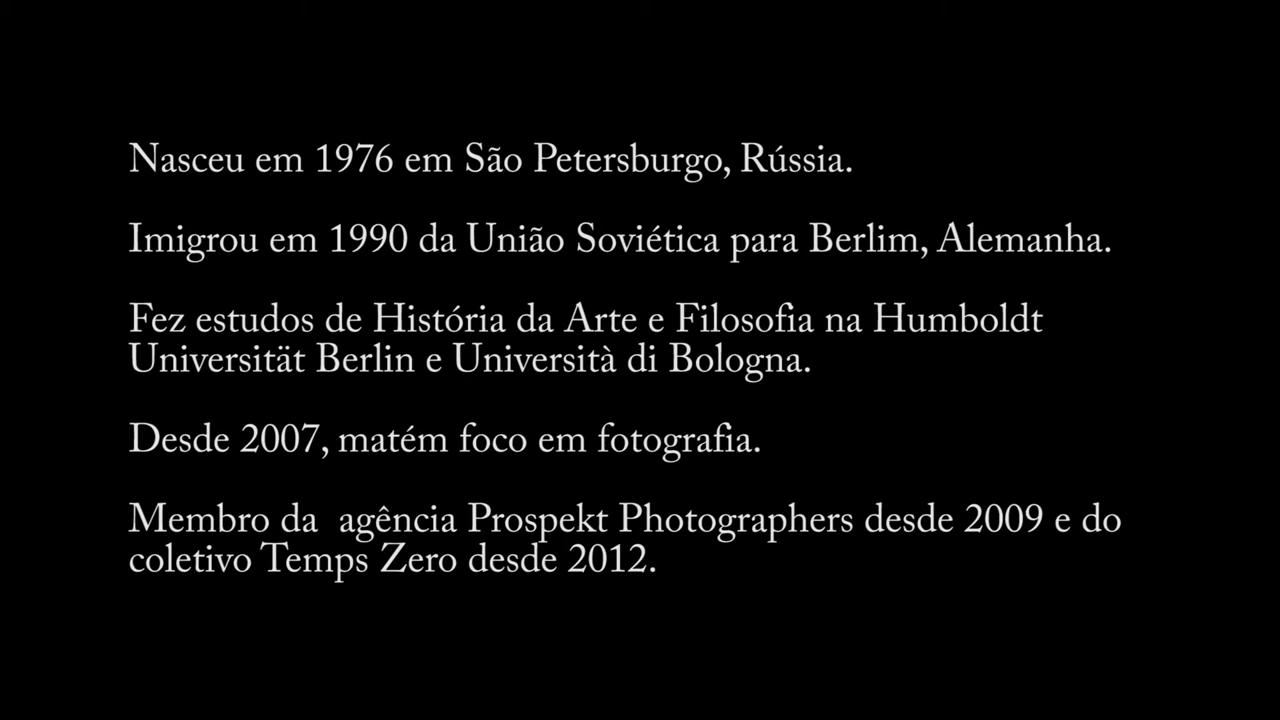 Nasceu em 1976 em São Petersburgo, Rússia.
Imigrou em 1990 da União Soviética para Berlim, Alemanha.
Fez estudos de História da Arte e Filosofia na Humboldt
Universität Berlin e Università di Bologna.
Desde 2007, matém foco em fotografia.
Membro da  agência Prospekt Photographers desde 2009 e do
coletivo Temps Zero desde 2012.